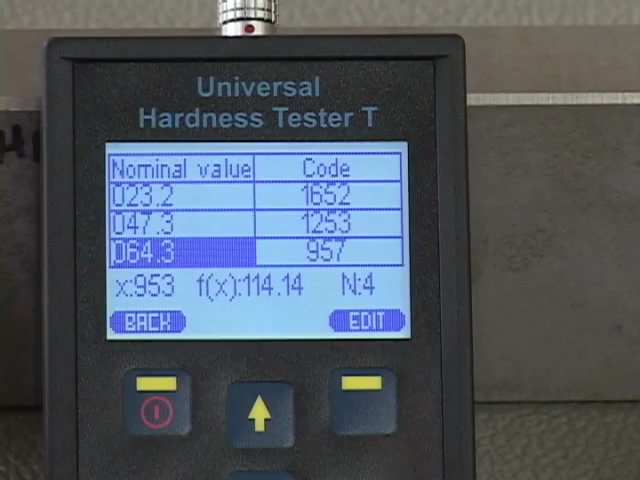 Universal
Hardness Tester T
Nominal value Code
023.2 1652
047.3 1253
064.3 957
x:953 f(x):114.14 N:4
BACK EDIT